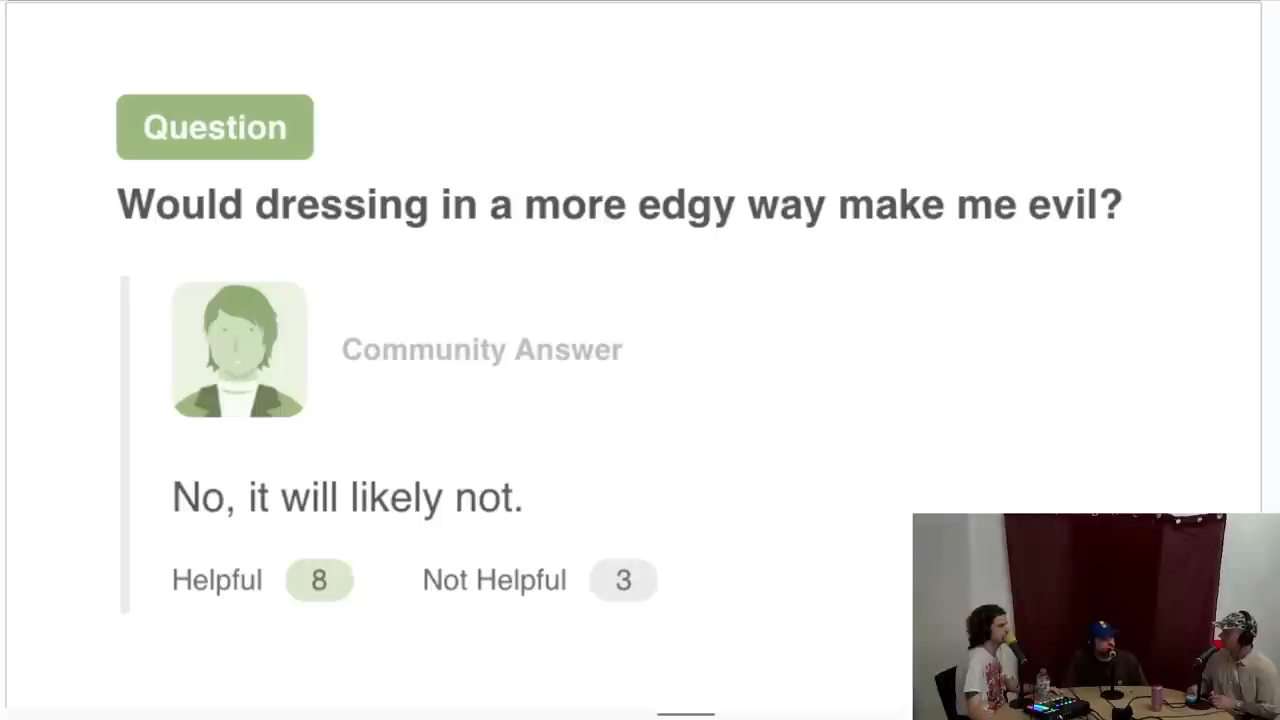 Question
Would dressing in a more edgy way make me evil?
Community Answer
No, it will likely not.
Helpful 8 Not Helpful 3